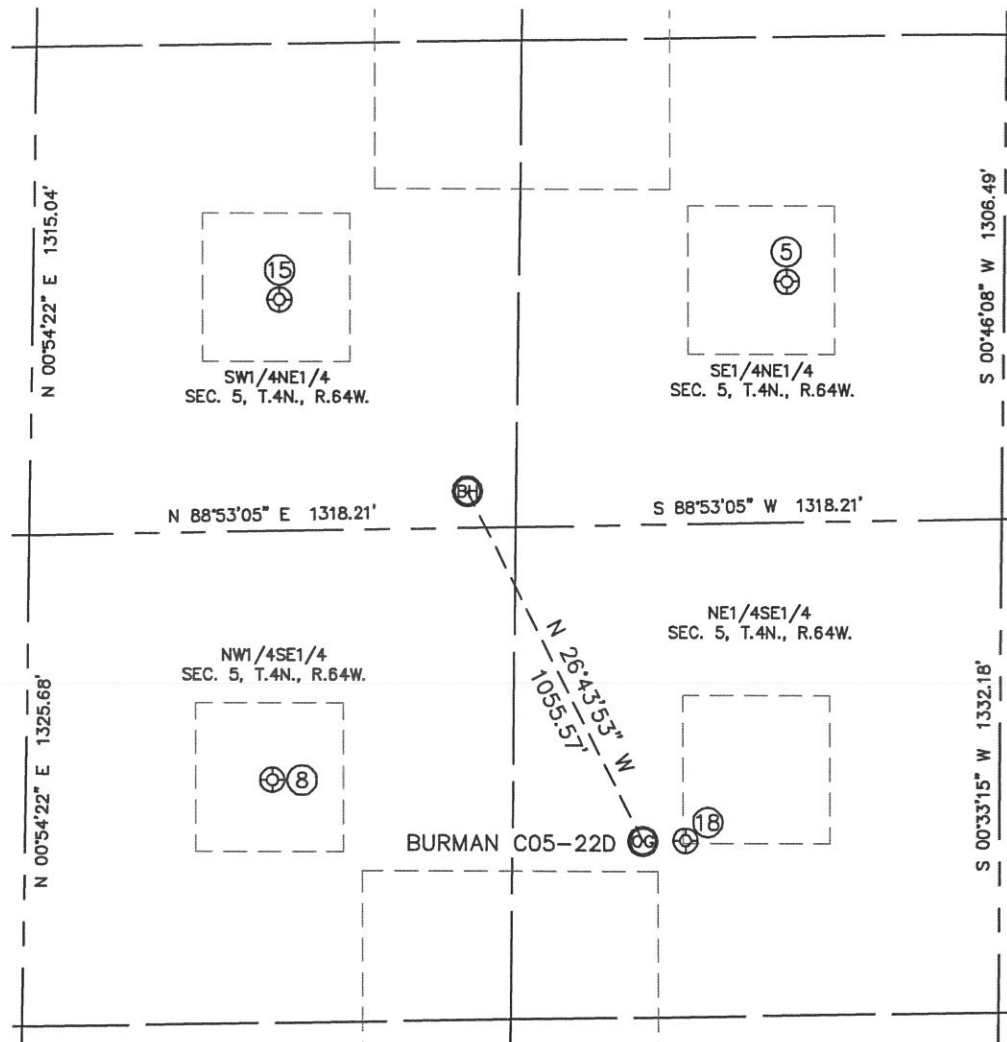 N 00°54'22" E 1315.04'
S 00°46'08" W 1306.49'
15
5
SW1/4NE1/4
SEC. 5, T.4N., R.64W.
SE1/4NE1/4
SEC. 5, T.4N., R.64W.
BH
N 88°53'05" E 1318.21'
S 88°53'05" W 1318.21'
NE1/4SE1/4
SEC. 5, T.4N., R.64W.
NW1/4SE1/4
SEC. 5, T.4N., R.64W.
N 26°43'53" W
1055.57'
N 00°54'22" E 1325.68'
S 00°33'15" W 1332.18'
8
18
BURMAN C05-22D OG